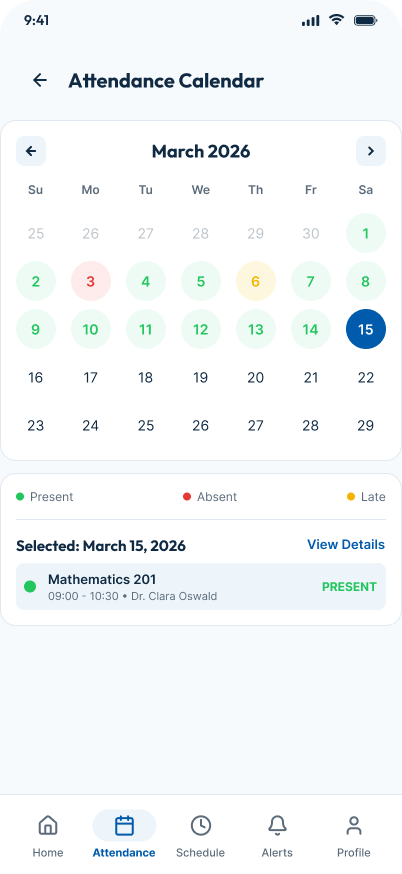 9:41
Attendance Calendar
March 2026
Su Mo Tu We Th Fr Sa
25 26 27 28 29 30 1
2 3 4 5 6 7 8
9 10 11 12 13 14 15
16 17 18 19 20 21 22
23 24 25 26 27 28 29
Present Absent Late
Selected: March 15, 2026 View Details
Mathematics 201
PRESENT
09:00 - 10:30 • Dr. Clara Oswald
Home Attendance Schedule Alerts Profile